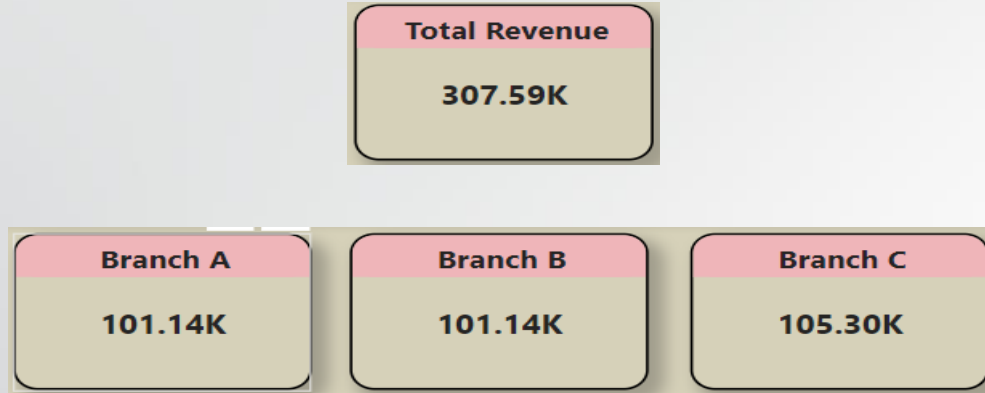 Total Revenue
307.59K
Branch A
Branch B
Branch C
101.14K
101.14K
105.30K